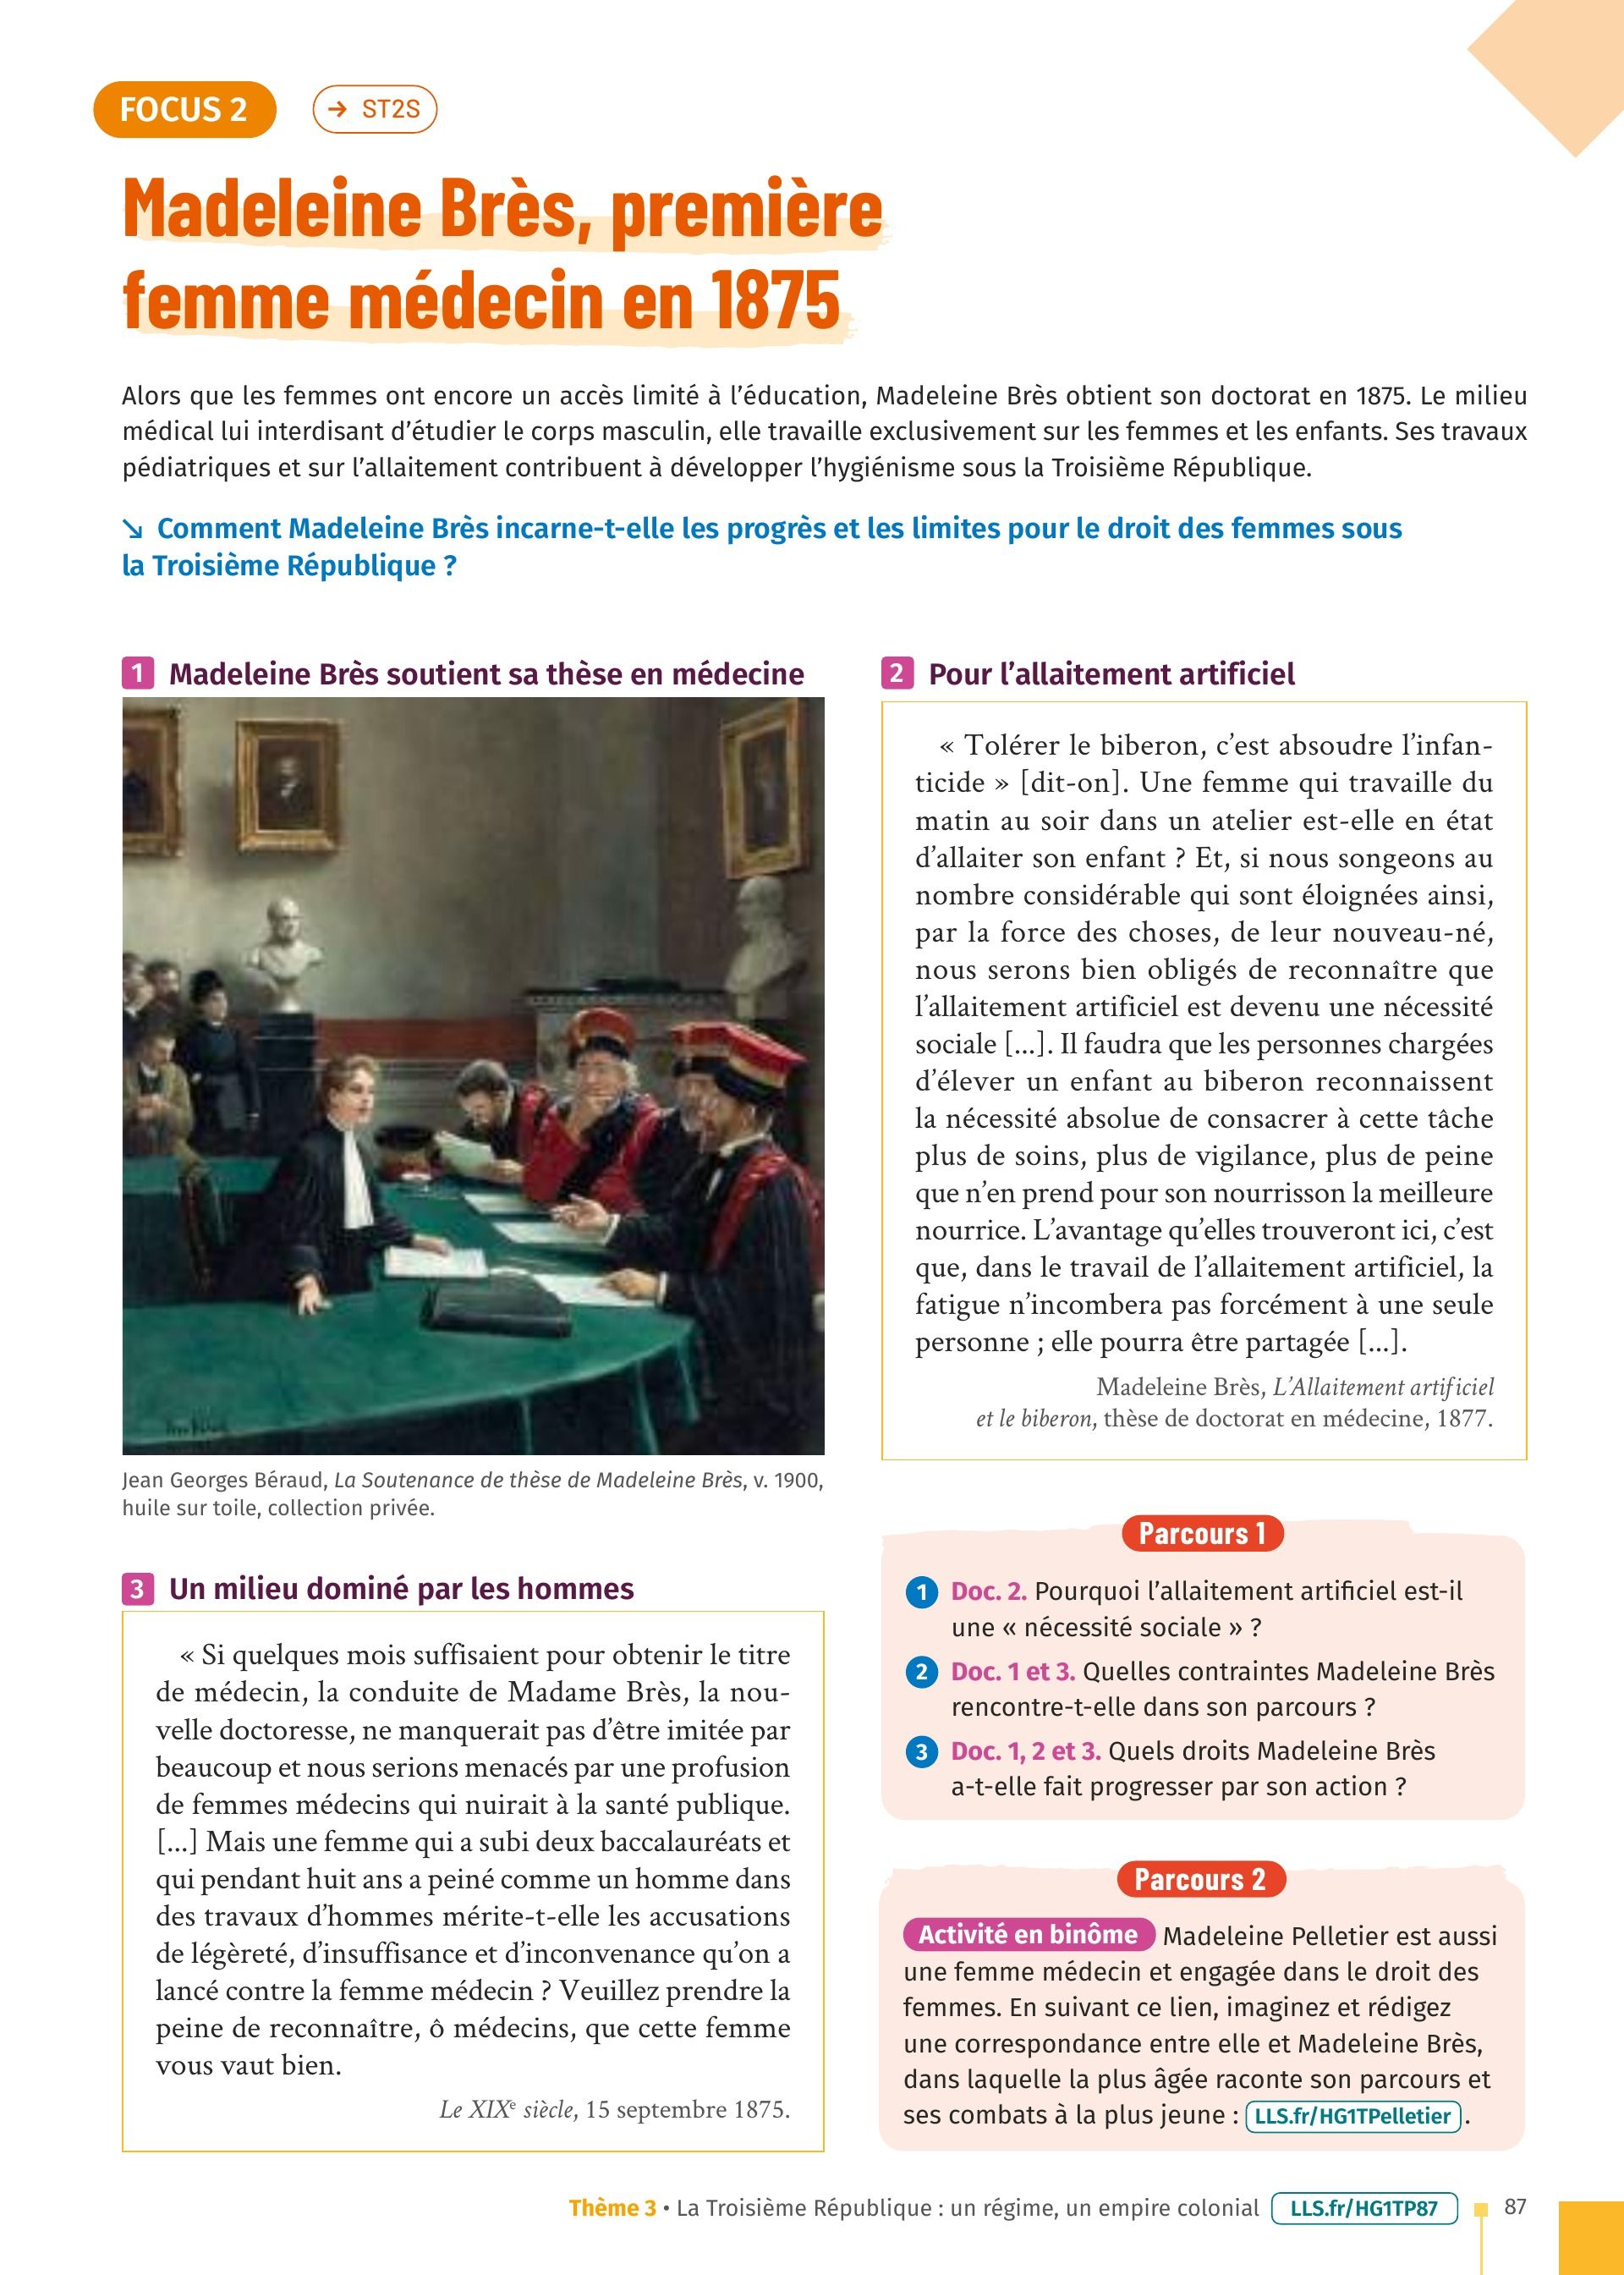 FOCUS 2
→ ST2S
Madeleine Brès, première
femme médecin en 1875
Alors que les femmes ont encore un accès limité à l’éducation, Madeleine Brès obtient son doctorat en 1875. Le milieu
médical lui interdisant d’étudier le corps masculin, elle travaille exclusivement sur les femmes et les enfants. Ses travaux
pédiatriques et sur l’allaitement contribuent à développer l’hygiénisme sous la Troisième République.
↘ Comment Madeleine Brès incarne-t-elle les progrès et les limites pour le droit des femmes sous
la Troisième République ?
1 Madeleine Brès soutient sa thèse en médecine
Jean Georges Béraud, La Soutenance de thèse de Madeleine Brès, v. 1900,
huile sur toile, collection privée.
2 Pour l’allaitement artificiel
« Tolérer le biberon, c’est absoudre l’infan-
ticide » [dit-on]. Une femme qui travaille du
matin au soir dans un atelier est-elle en état
d’allaiter son enfant ? Et, si nous songeons au
nombre considérable qui sont éloignées ainsi,
par la force des choses, de leur nouveau-né,
nous serons bien obligés de reconnaître que
l’allaitement artificiel est devenu une nécessité
sociale [...]. Il faudra que les personnes chargées
d’élever un enfant au biberon reconnaissent
la nécessité absolue de consacrer à cette tâche
plus de soins, plus de vigilance, plus de peine
que n’en prend pour son nourrisson la meilleure
nourrice. L’avantage qu’elles trouveront ici, c’est
que, dans le travail de l’allaitement artificiel, la
fatigue n’incombera pas forcément à une seule
personne ; elle pourra être partagée [...].
Madeleine Brès, L’Allaitement artificiel
et le biberon, thèse de doctorat en médecine, 1877.
3 Un milieu dominé par les hommes
« Si quelques mois suffisaient pour obtenir le titre
de médecin, la conduite de Madame Brès, la nou-
velle doctoresse, ne manquerait pas d’être imitée par
beaucoup et nous serions menacés par une profusion
de femmes médecins qui nuirait à la santé publique.
[...] Mais une femme qui a subi deux baccalauréats et
qui pendant huit ans a peiné comme un homme dans
des travaux d’hommes mérite-t-elle les accusations
de légèreté, d’insuffisance et d’inconvenance qu’on a
lancé contre la femme médecin ? Veuillez prendre la
peine de reconnaître, ô médecins, que cette femme
vous vaut bien.
Le XIXe siècle, 15 septembre 1875.
Parcours 1
1 Doc. 2. Pourquoi l’allaitement artificiel est-il
une « nécessité sociale » ?
2 Doc. 1 et 3. Quelles contraintes Madeleine Brès
rencontre-t-elle dans son parcours ?
3 Doc. 1, 2 et 3. Quels droits Madeleine Brès
a-t-elle fait progresser par son action ?
Parcours 2
Activité en binôme Madeleine Pelletier est aussi
une femme médecin et engagée dans le droit des
femmes. En suivant ce lien, imaginez et rédigez
une correspondance entre elle et Madeleine Brès,
dans laquelle la plus âgée raconte son parcours et
ses combats à la plus jeune : LLS.fr/HG1TPelletier .
Thème 3 • La Troisième République : un régime, un empire colonial LLS.fr/HG1TP87 87